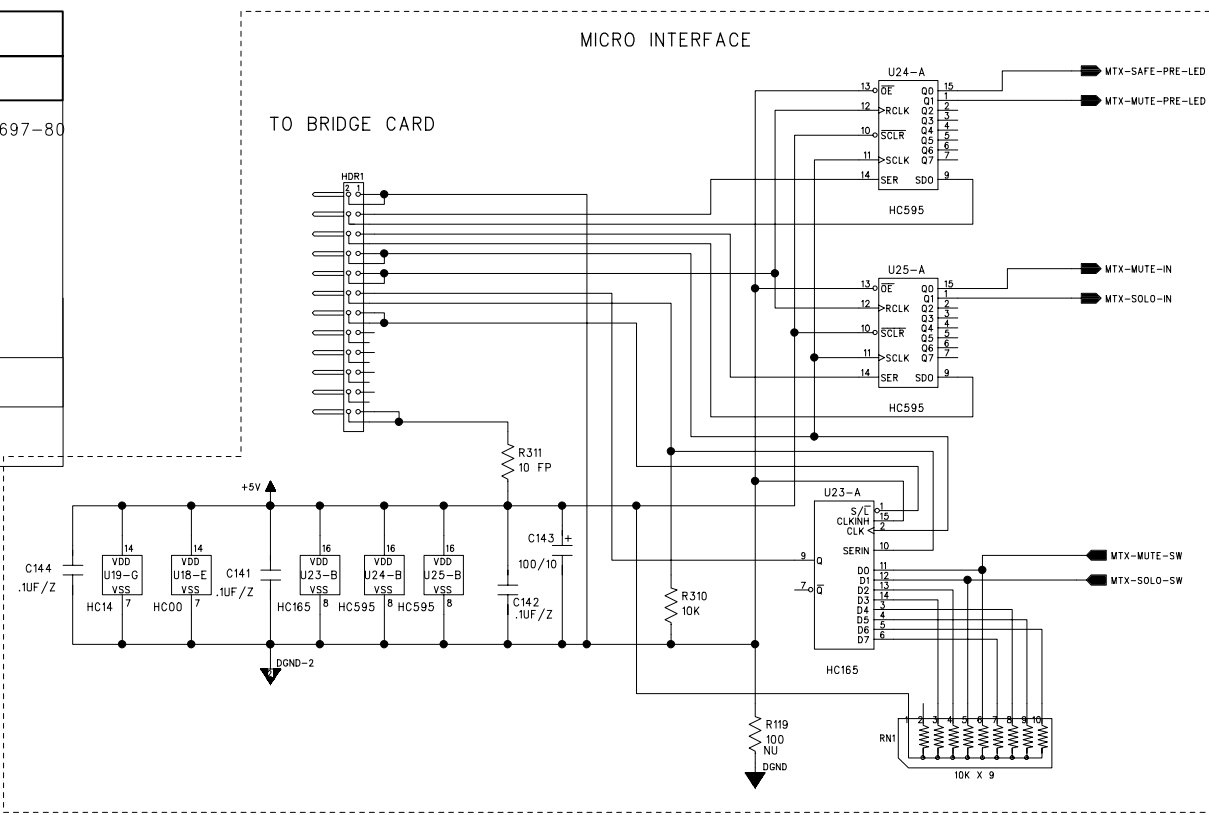 MICRO INTERFACE
697-80
TO BRIDGE CARD
HDR1
2 1
U24-A
13 OE Q0 15
Q1 1
12 RCLK Q2 2
Q3 3
10 SCLR Q4 4
Q5 5
Q6 6
11 SCLK Q7 7
14 SER SDO 9
HC595
MTX-SAFE-PRE-LED
MTX-MUTE-PRE-LED
U25-A
13 OE Q0 15
Q1 1
12 RCLK Q2 2
Q3 3
10 SCLR Q4 4
Q5 5
Q6 6
11 SCLK Q7 7
14 SER SDO 9
HC595
MTX-MUTE-IN
MTX-SOLO-IN
R311
10 FP
+5V
C144
.1UF/Z
14
VDD
U19-G
VSS
7
HC14
14
VDD
U18-E
VSS
7
HC00
C141
.1UF/Z
16
VDD
U23-B
VSS
8
HC165
16
VDD
U24-B
VSS
8
HC595
16
VDD
U25-B
VSS
8
HC595
C143 +
100/10
C142
.1UF/Z
R310
10K
DGND-2
R119
100
NU
DGND
U23-A
S/L 1
CLKINH 15
CLK 2
SERIN 10
9 Q
7 Q
D0 11
D1 12
D2 13
D3 14
D4 3
D5 4
D6 5
D7 6
HC165
MTX-MUTE-SW
MTX-SOLO-SW
RN1
1 2 3 4 5 6 7 8 9 10
10K X 9